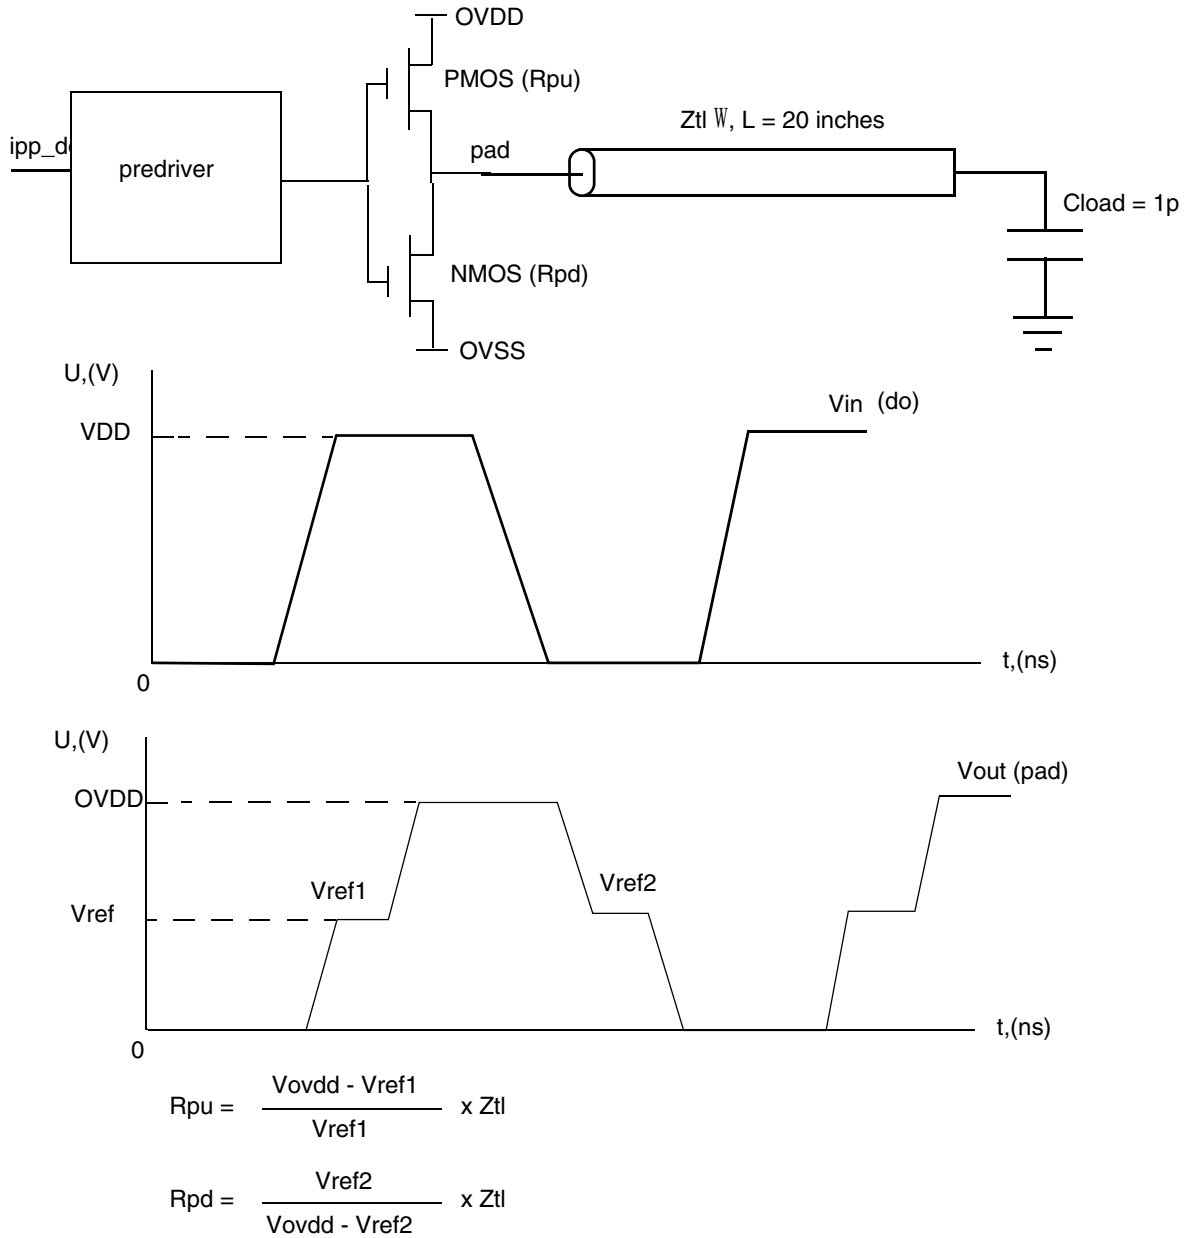 OVDD
PMOS (Rpu)
Ztl W, L = 20 inches
ipp_d
predriver
pad
Cload = 1p
NMOS (Rpd)
OVSS
U,(V)
VDD
Vin (do)
t,(ns)
0
U,(V)
OVDD
Vout (pad)
Vref1
Vref2
Vref
t,(ns)
0
Rpu = Vovdd - Vref1 x Ztl
Vref1
Rpd = Vref2 x Ztl
Vovdd - Vref2